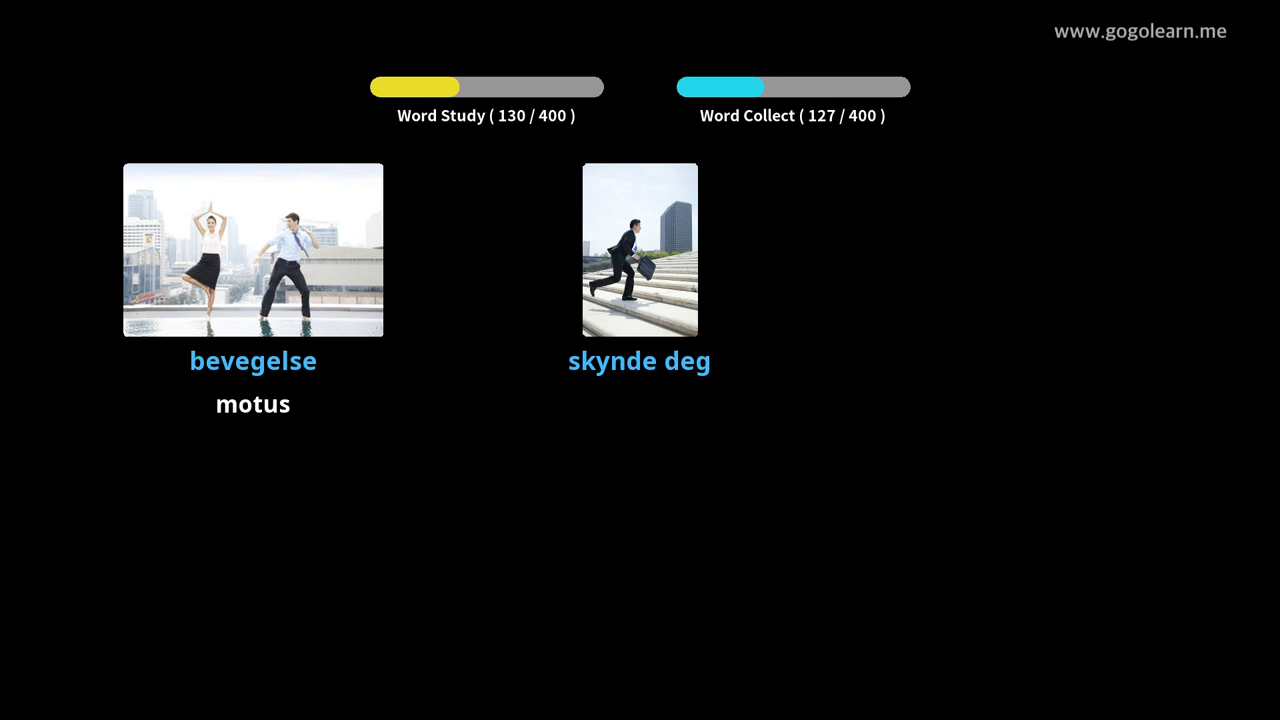 www.gogolearn.me
Word Study ( 130 / 400 )
Word Collect ( 127 / 400 )
bevegelse
motus
skynde deg